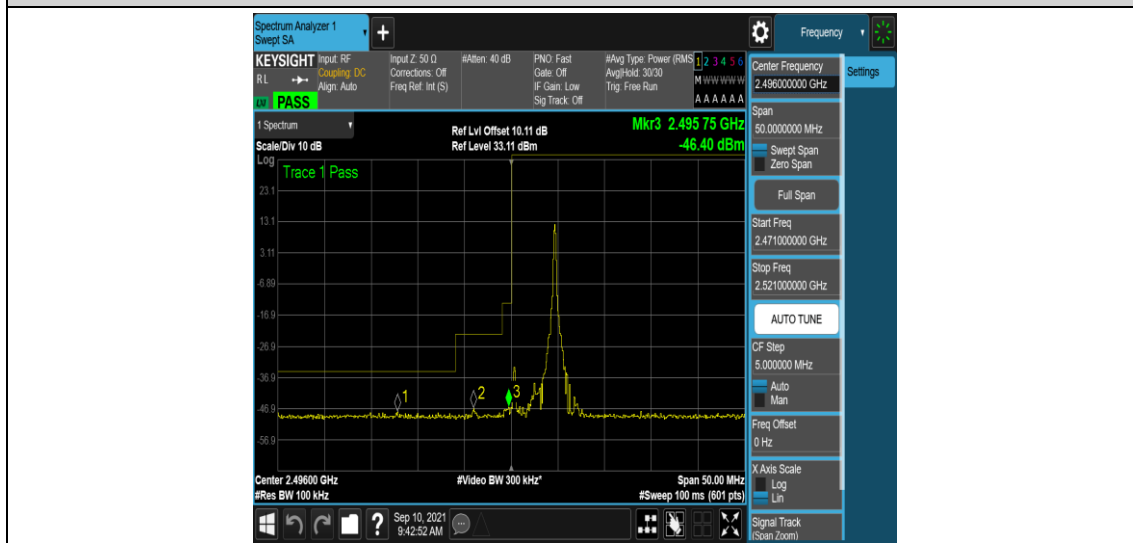 Spectrum Analyzer 1
Swept SA
+
Frequency
KEYSIGHT
Input: RF
Coupling: DC
Align: Auto
Input Z: 50 Ω
Corrections: Off
Freq Ref: Int (S)
#Atten: 40 dB
PNO: Fast
Gate: Off
IF Gain: Low
Sig Track: Off
#Avg Type: Power (RMS
Avg|Hold: 30/30
Trig: Free Run
1 2 3 4 5 6
M W W W W W
A A A A A A
R L
LXI
PASS
1 Spectrum
Scale/Div 10 dB
Ref Lvl Offset 10.11 dB
Ref Level 33.11 dBm
Mkr3 2.495 75 GHz
-46.40 dBm
Log
Trace 1 Pass
23.1
13.1
3.11
-6.89
-16.9
-26.9
-36.9
-46.9
-56.9
1
2
3
Center 2.49600 GHz
#Res BW 100 kHz
#Video BW 300 kHz*
Span 50.00 MHz
#Sweep 100 ms (601 pts)
Center Frequency
2.496000000 GHz
Settings
Span
50.0000000 MHz
Swept Span
Zero Span
Full Span
Start Freq
2.471000000 GHz
Stop Freq
2.521000000 GHz
AUTO TUNE
CF Step
5.000000 MHz
Auto
Man
Freq Offset
0 Hz
X Axis Scale
Log
Lin
Signal Track
(Span Zoom)
?
Sep 10, 2021
9:42:52 AM